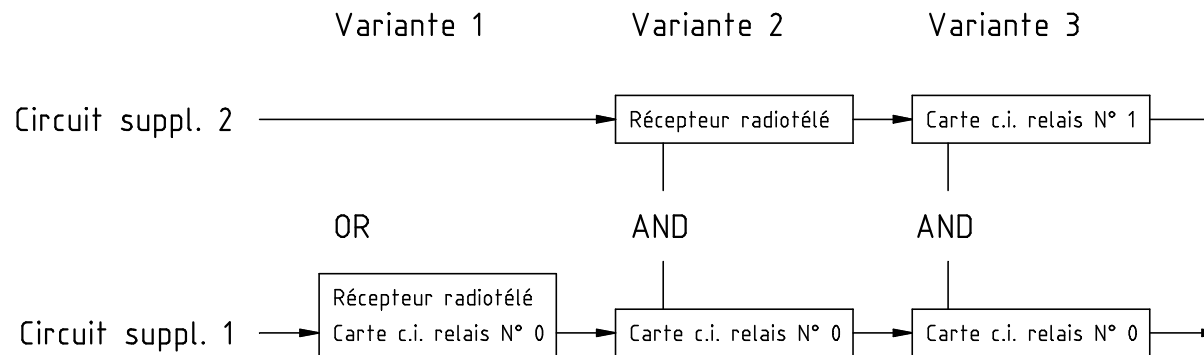 Variante 1 Variante 2 Variante 3
Circuit suppl. 2 Récepteur radiotélé Carte c.i. relais N° 1
OR AND AND
Récepteur radiotélé
Circuit suppl. 1 Carte c.i. relais N° 0 Carte c.i. relais N° 0 Carte c.i. relais N° 0